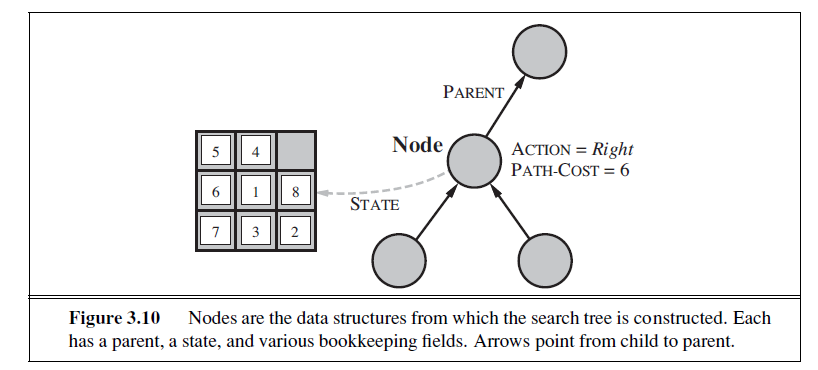 PARENT
Node
ACTION = Right
PATH-COST = 6
STATE
5 4
6 1 8
7 3 2
Figure 3.10 Nodes are the data structures from which the search tree is constructed. Each
has a parent, a state, and various bookkeeping fields. Arrows point from child to parent.